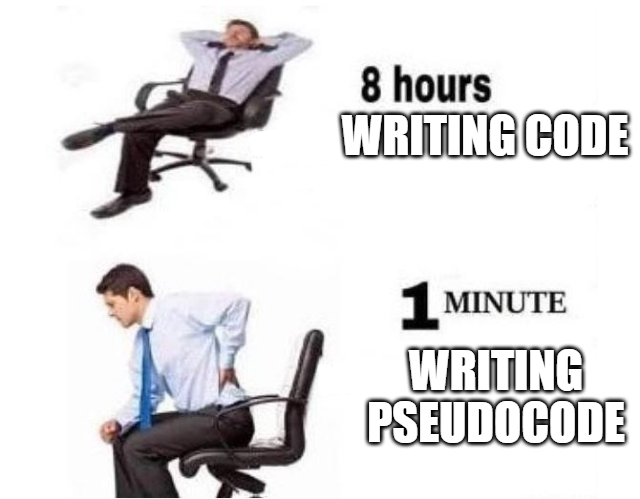 8 hours
WRITING CODE
1 MINUTE
WRITING
PSEUDOCODE